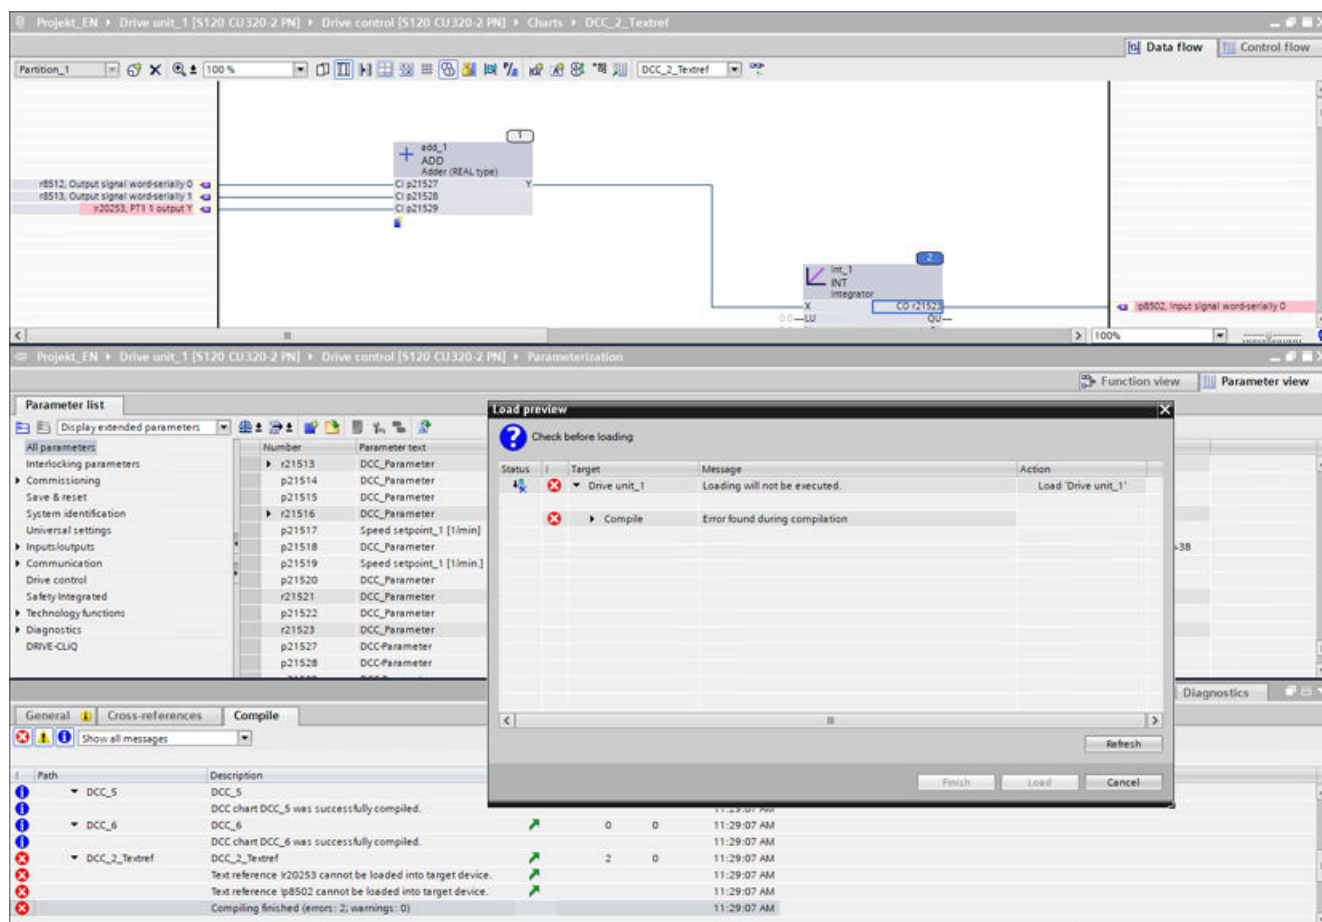 Projekt_EN ▸ Drive unit_1 [S120 CU320-2 PN] ▸ Drive control [S120 CU320-2 PN] ▸ Charts ▸ DCC_2_Textref
Data flow
Control flow
Partition_1
100 %
DCC_2_Textref
1
add_1
ADD
Adder (REAL type)
r8512, Output signal word-serially 0
CI p21527
Y
r8513, Output signal word-serially 1
CI p21528
!r20253, PT1 1 output Y
CI p21529
2
int_1
INT
Integrator
X
CO r21523
!p8502, Input signal word-serially 0
0.0
LU
QU
100%
Projekt_EN ▸ Drive unit_1 [S120 CU320-2 PN] ▸ Drive control [S120 CU320-2 PN] ▸ Parameterization
Function view
Parameter view
Parameter list
Display extended parameters
All parameters
Interlocking parameters
Commissioning
Save & reset
System identification
Universal settings
Inputs/outputs
Communication
Drive control
Safety Integrated
Technology functions
Diagnostics
DRIVE-CLiQ
Number Parameter text
r21513 DCC_Parameter
p21514 DCC_Parameter
p21515 DCC_Parameter
r21516 DCC_Parameter
p21517 Speed setpoint_1 [1/min]
p21518 DCC_Parameter
p21519 Speed setpoint_1 [1/min.]
p21520 DCC_Parameter
r21521 DCC_Parameter
p21522 DCC_Parameter
r21523 DCC_Parameter
p21527 DCC-Parameter
p21528 DCC-Parameter
38
Load preview
Check before loading
Status ! Target Message Action
Drive unit_1 Loading will not be executed. Load 'Drive unit_1'
Compile Error found during compilation
Refresh
Finish
Load
Cancel
Diagnostics
General
Cross-references
Compile
Show all messages
! Path Description
DCC_5 DCC_5
DCC chart DCC_5 was successfully compiled. 11:29:07 AM
DCC_6 DCC_6 0 0 11:29:07 AM
DCC chart DCC_6 was successfully compiled. 11:29:07 AM
DCC_2_Textref DCC_2_Textref 2 0 11:29:07 AM
Text reference !r20253 cannot be loaded into target device. 11:29:07 AM
Text reference !p8502 cannot be loaded into target device. 11:29:07 AM
Compiling finished (errors: 2; warnings: 0) 11:29:07 AM